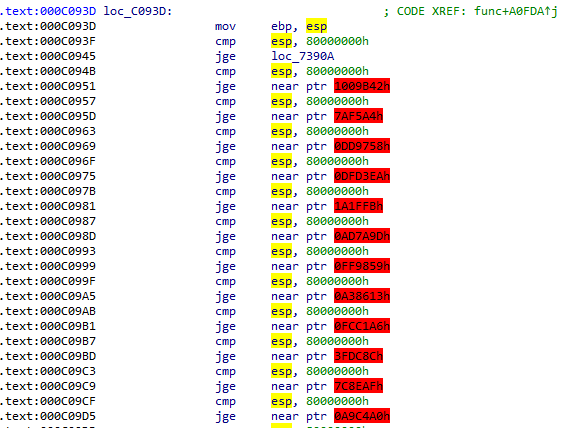 .text:000C093D loc_C093D: ; CODE XREF: func+A0FDA↑j
.text:000C093D mov ebp, esp
.text:000C093F cmp esp, 80000000h
.text:000C0945 jge loc_7390A
.text:000C094B cmp esp, 80000000h
.text:000C0951 jge near ptr 1009B42h
.text:000C0957 cmp esp, 80000000h
.text:000C095D jge near ptr 7AF5A4h
.text:000C0963 cmp esp, 80000000h
.text:000C0969 jge near ptr 0DD9758h
.text:000C096F cmp esp, 80000000h
.text:000C0975 jge near ptr 0DFD3EAh
.text:000C097B cmp esp, 80000000h
.text:000C0981 jge near ptr 1A1FFBh
.text:000C0987 cmp esp, 80000000h
.text:000C098D jge near ptr 0AD7A9Dh
.text:000C0993 cmp esp, 80000000h
.text:000C0999 jge near ptr 0FF9859h
.text:000C099F cmp esp, 80000000h
.text:000C09A5 jge near ptr 0A38613h
.text:000C09AB cmp esp, 80000000h
.text:000C09B1 jge near ptr 0FCC1A6h
.text:000C09B7 cmp esp, 80000000h
.text:000C09BD jge near ptr 3FDC8Ch
.text:000C09C3 cmp esp, 80000000h
.text:000C09C9 jge near ptr 7C8EAFh
.text:000C09CF cmp esp, 80000000h
.text:000C09D5 jge near ptr 0A9C4A0h